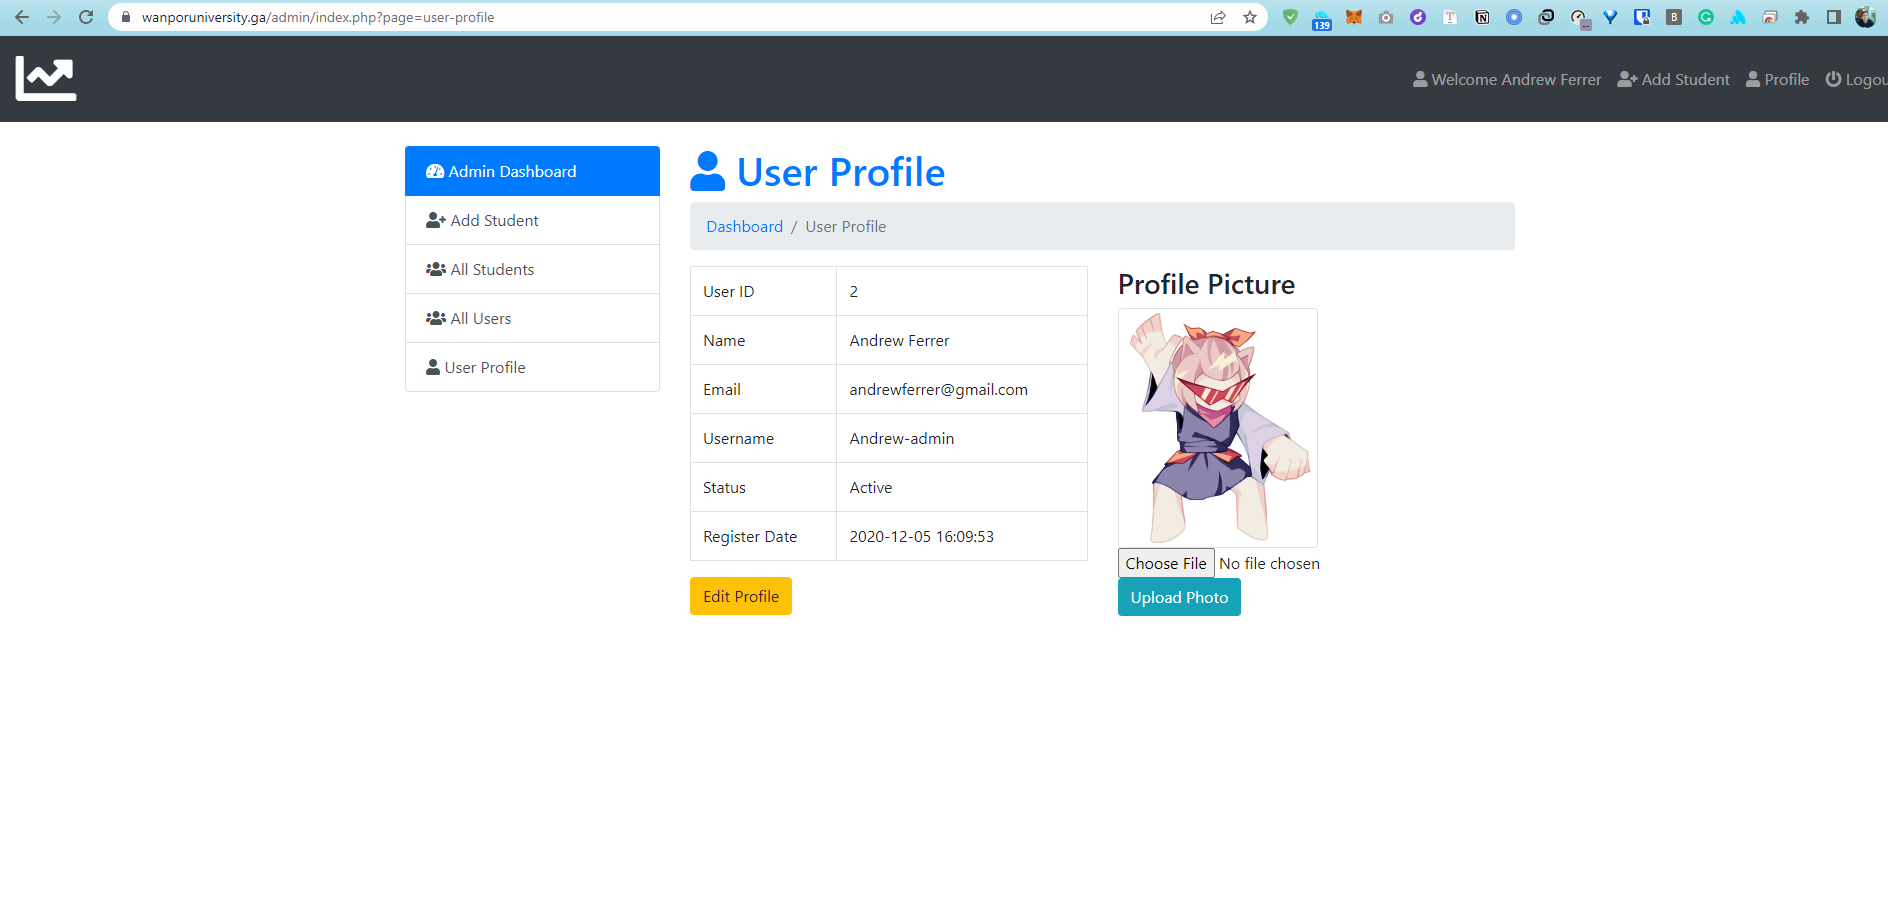 wanporuniversity.ga/admin/index.php?page=user-profile
139
T
N
B
G
Welcome Andrew Ferrer
Add Student
Profile
Logou
Admin Dashboard
Add Student
All Students
All Users
User Profile
User Profile
Dashboard / User Profile
User ID 2
Name Andrew Ferrer
Email andrewferrer@gmail.com
Username Andrew-admin
Status Active
Register Date 2020-12-05 16:09:53
Edit Profile
Profile Picture
Choose File No file chosen
Upload Photo